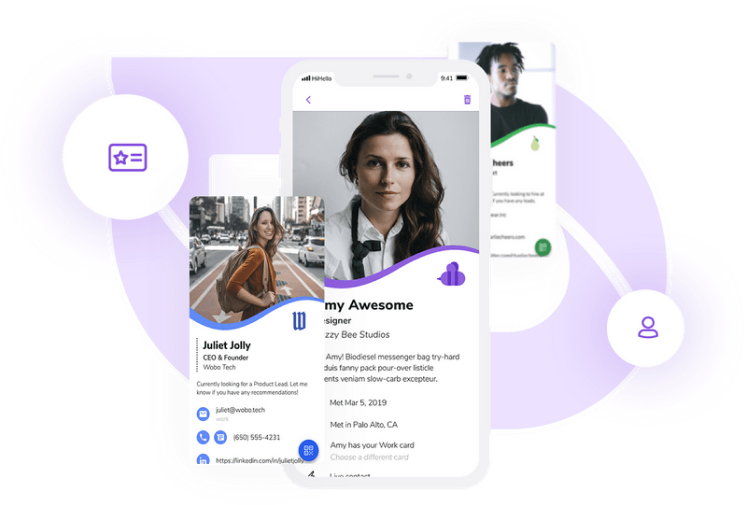 HiHello
9:41
my Awesome
esigner
zzy Bee Studios
Amy! Biodiesel messenger bag try-hard
duis fanny pack pour-over listicle
ents veniam slow-carb excepteur.
Met Mar 5, 2019
Met in Palo Alto, CA
Amy has your Work card
Choose a different card
Live contact
Juliet Jolly
CEO & Founder
Wobo Tech
Currently looking for a Product Lead. Let me
know if you have any recommendations!
juliet@wobo.tech
work
(650) 555-4231
https://linkedin.com/in/julietjolly
heers
Currently looking to hire at
if you have any leads.